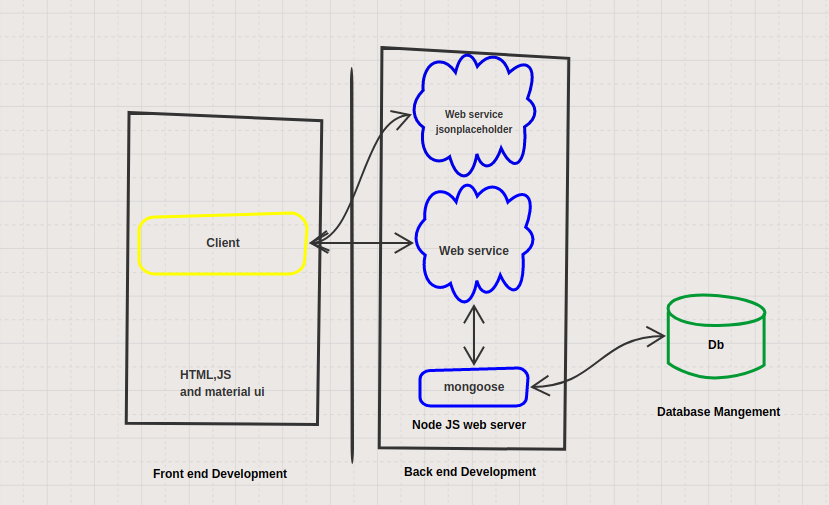 Web service
jsonplaceholder
Client
Web service
Db
HTML,JS
and material ui
mongoose
Database Mangement
Node JS web server
Front end Development
Back end Development